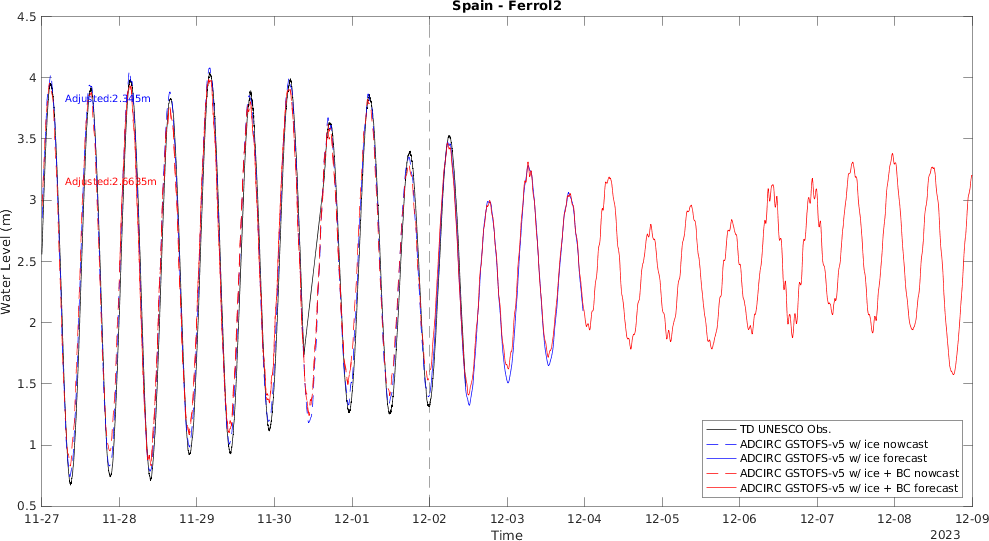 Spain - Ferrol2
4.5
4
3.5
3
2.5
2
1.5
1
0.5
Water Level (m)
Adjusted:2.345m
Adjusted:2.6635m
TD UNESCO Obs.
ADCIRC GSTOFS-v5 w/ ice nowcast
ADCIRC GSTOFS-v5 w/ ice forecast
ADCIRC GSTOFS-v5 w/ ice + BC nowcast
ADCIRC GSTOFS-v5 w/ ice + BC forecast
11-27 11-28 11-29 11-30 12-01 12-02 12-03 12-04 12-05 12-06 12-07 12-08 12-09
Time
2023